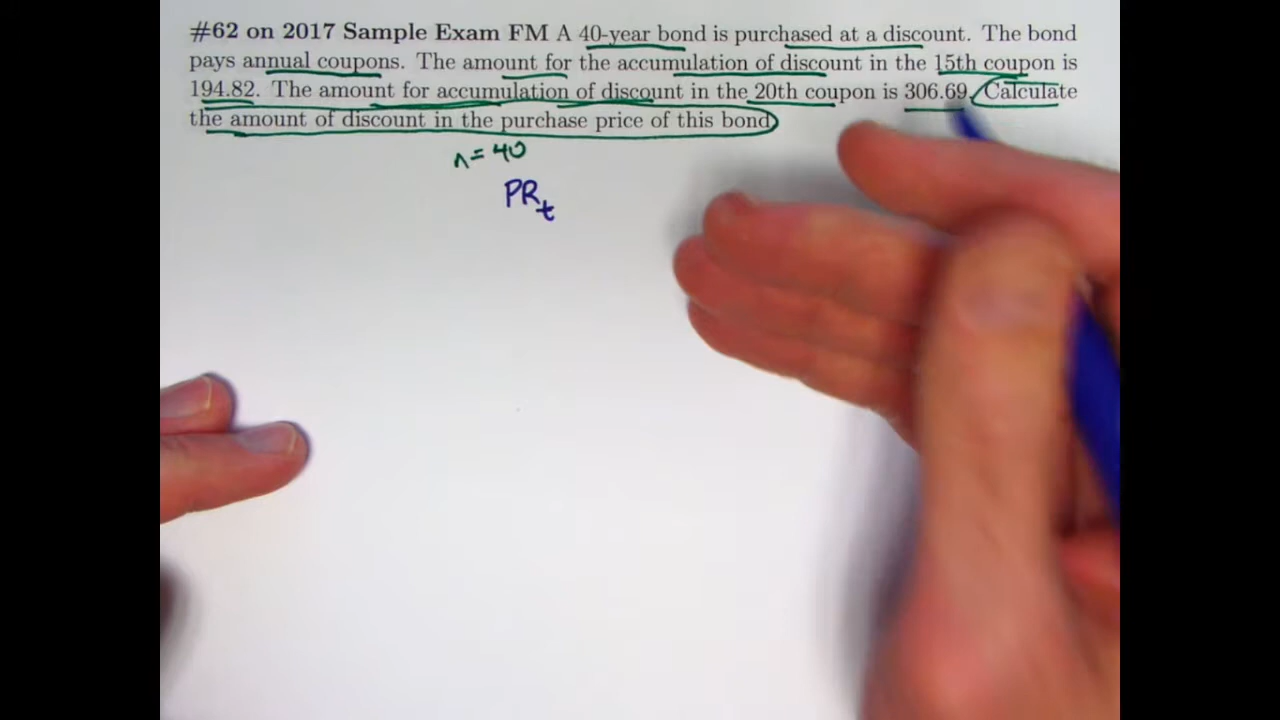 #62 on 2017 Sample Exam FM A 40-year bond is purchased at a discount. The bond
pays annual coupons. The amount for the accumulation of discount in the 15th coupon is
194.82. The amount for accumulation of discount in the 20th coupon is 306.69. Calculate
the amount of discount in the purchase price of this bond.
n = 40
PR_t